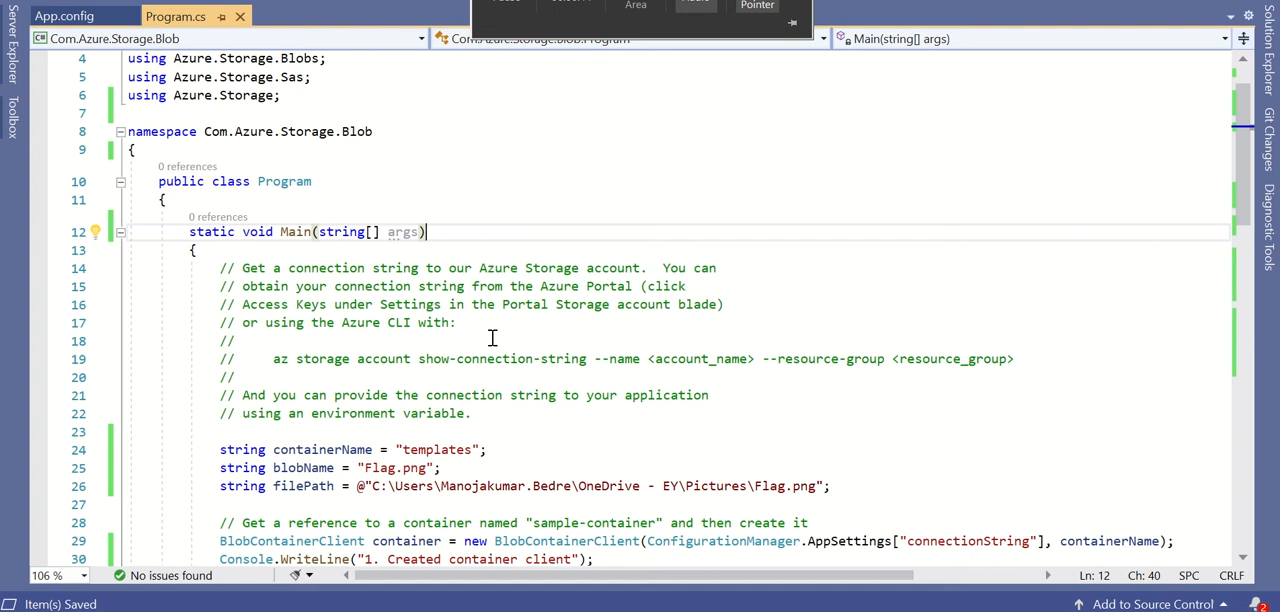 App.config
Program.cs
Area
Pointer
Com.Azure.Storage.Blob
Com.Azure.Storage.Blob.Program
Main(string[] args)
Server Explorer
Toolbox
Solution Explorer
Git Changes
Diagnostic Tools
4 using Azure.Storage.Blobs;
5 using Azure.Storage.Sas;
6 using Azure.Storage;
7
8 namespace Com.Azure.Storage.Blob
9 {
0 references
10 public class Program
11 {
0 references
12 static void Main(string[] args)
13 {
14 // Get a connection string to our Azure Storage account.  You can
15 // obtain your connection string from the Azure Portal (click
16 // Access Keys under Settings in the Portal Storage account blade)
17 // or using the Azure CLI with:
18 //
19 //     az storage account show-connection-string --name <account_name> --resource-group <resource_group>
20 //
21 // And you can provide the connection string to your application
22 // using an environment variable.
23
24 string containerName = "templates";
25 string blobName = "Flag.png";
26 string filePath = @"C:\Users\Manojakumar.Bedre\OneDrive - EY\Pictures\Flag.png";
27
28 // Get a reference to a container named "sample-container" and then create it
29 BlobContainerClient container = new BlobContainerClient(ConfigurationManager.AppSettings["connectionString"], containerName);
30 Console.WriteLine("1. Created container client");
106 %
No issues found
Ln: 12
Ch: 40
SPC
CRLF
Item(s) Saved
Add to Source Control
2